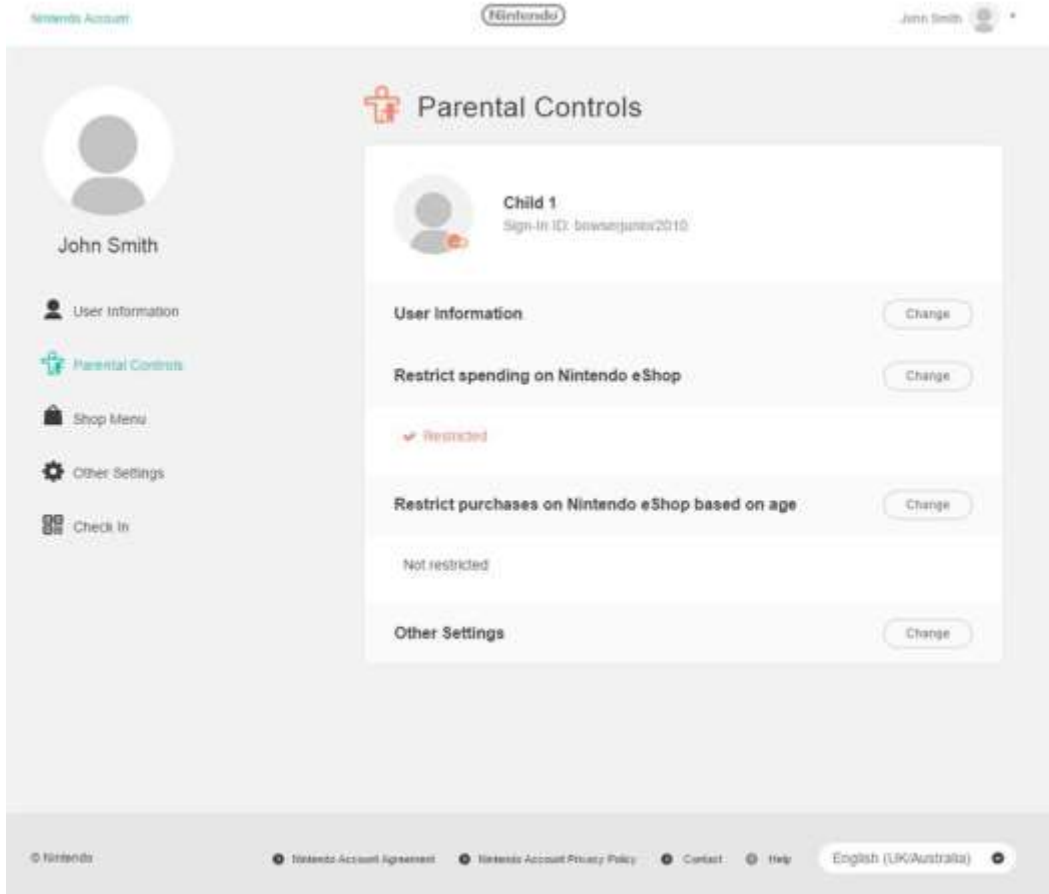 Nintendo Account
Nintendo
John Smith
Parental Controls
John Smith
User Information
Parental Controls
Shop Menu
Other Settings
Check In
Child 1
Sign-In ID: bowserjunior2010
User Information Change
Restrict spending on Nintendo eShop Change
Restricted
Restrict purchases on Nintendo eShop based on age Change
Not restricted
Other Settings Change
© Nintendo Nintendo Account Agreement Nintendo Account Privacy Policy Contact Help English (UK/Australia)